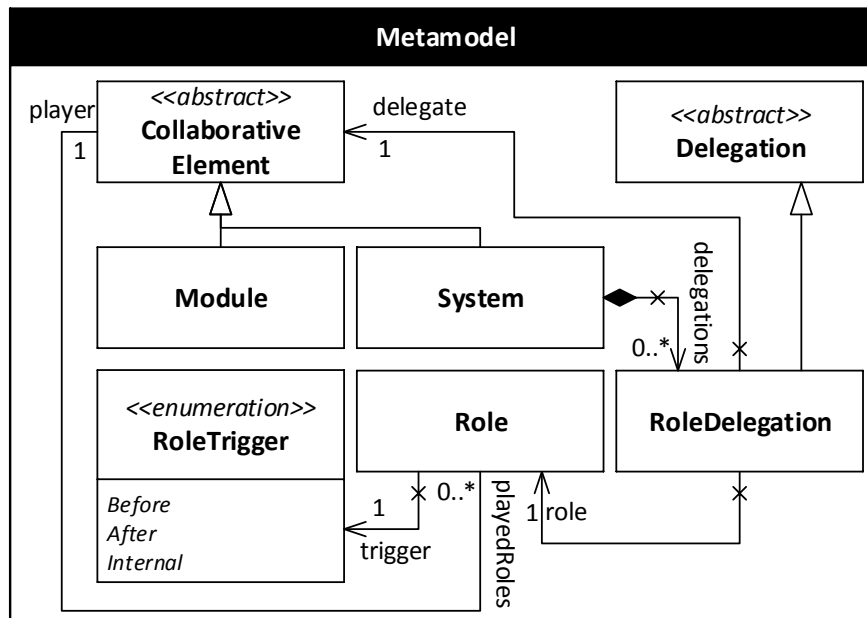 Metamodel
player
1
<<abstract>>
Collaborative
Element
delegate
1
<<abstract>>
Delegation
Module
System
delegations
0..*
<<enumeration>>
RoleTrigger
Before
After
Internal
Role
RoleDelegation
1
trigger
0..*
playedRoles
1 role